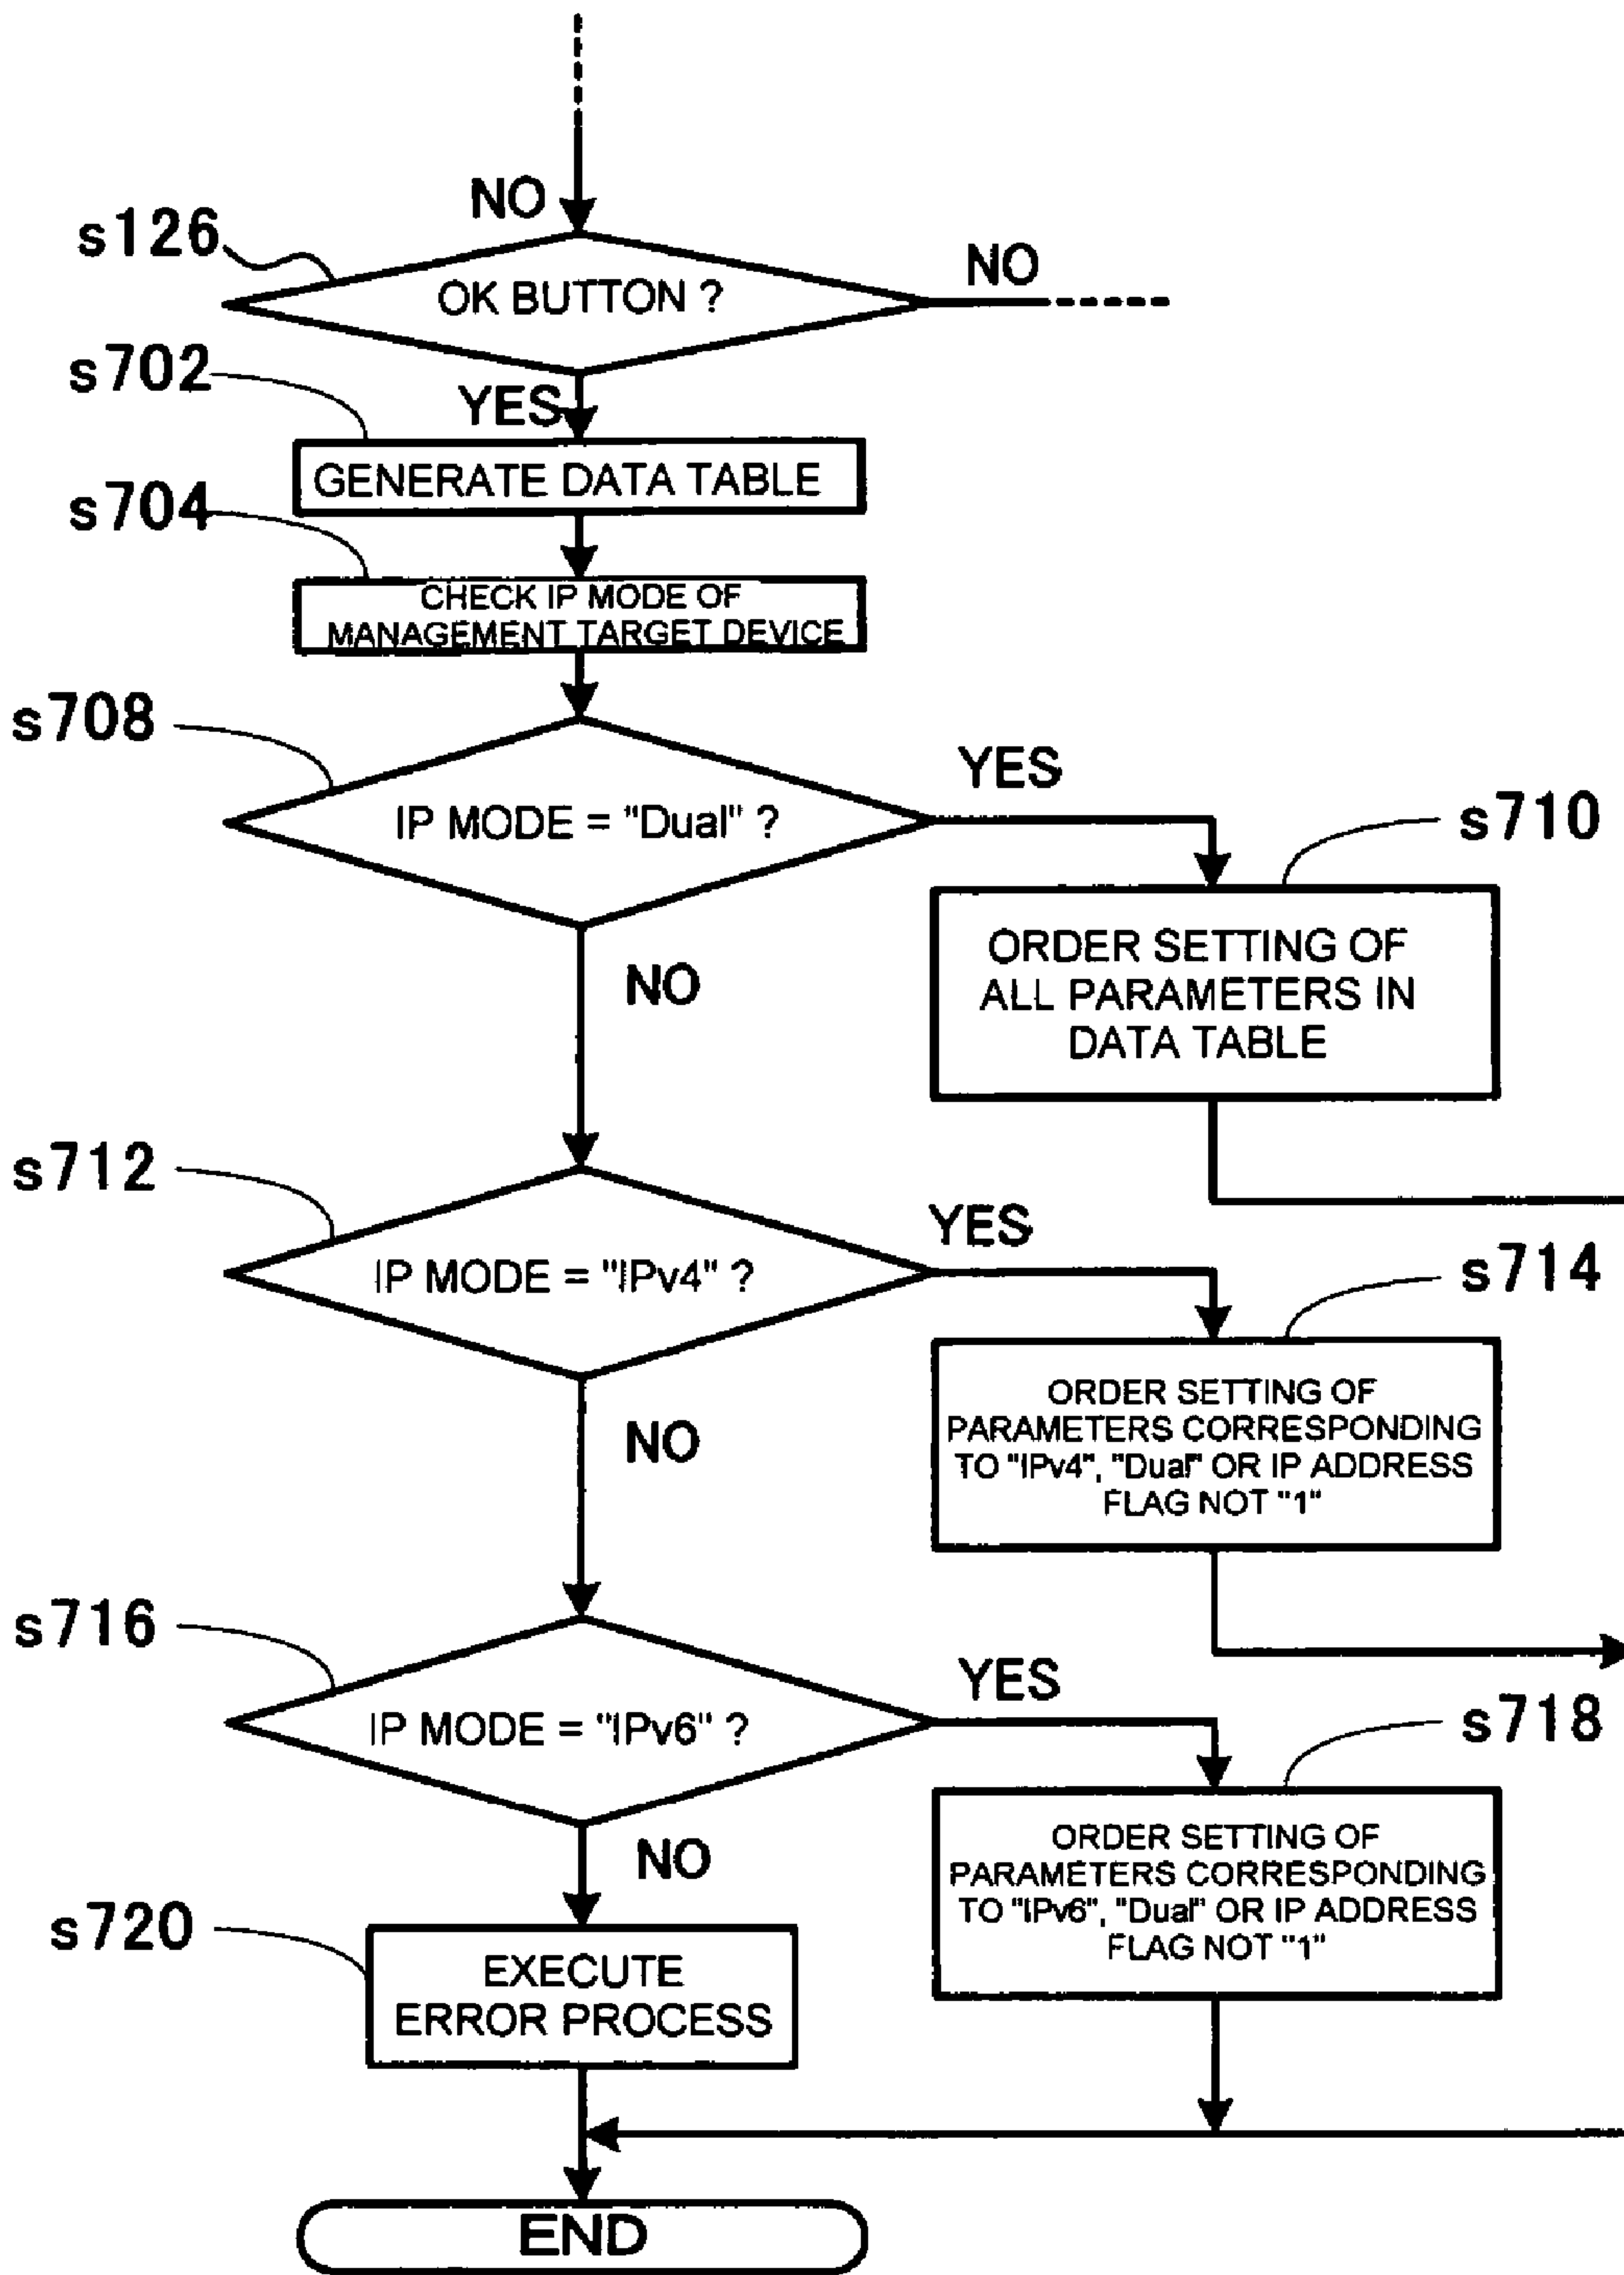 NO
s126
OK BUTTON ?
NO
s702
YES
GENERATE DATA TABLE
s704
CHECK IP MODE OF
MANAGEMENT TARGET DEVICE
s708
YES
IP MODE = "Dual" ?
s710
ORDER SETTING OF
ALL PARAMETERS IN
DATA TABLE
NO
s712
YES
IP MODE = "IPv4" ?
s714
ORDER SETTING OF
PARAMETERS CORRESPONDING
TO "IPv4", "Dual" OR IP ADDRESS
FLAG NOT "1"
NO
s716
YES
IP MODE = "IPv6" ?
s718
ORDER SETTING OF
PARAMETERS CORRESPONDING
TO "IPv6", "Dual" OR IP ADDRESS
FLAG NOT "1"
NO
s720
EXECUTE
ERROR PROCESS
END